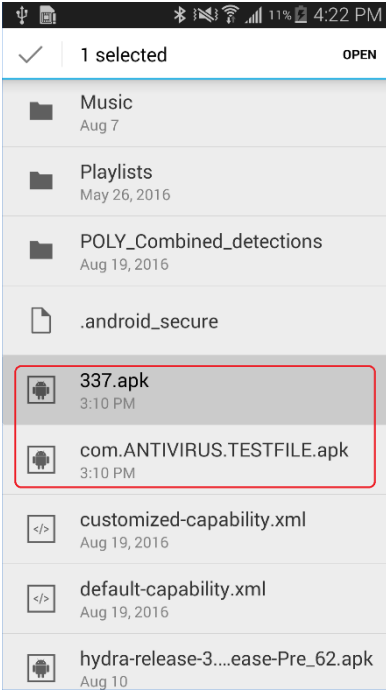 11% 4:22 PM
1 selected
OPEN
Music
Aug 7
Playlists
May 26, 2016
POLY_Combined_detections
Aug 19, 2016
.android_secure
337.apk
3:10 PM
com.ANTIVIRUS.TESTFILE.apk
3:10 PM
customized-capability.xml
Aug 19, 2016
default-capability.xml
Aug 19, 2016
hydra-release-3....ease-Pre_62.apk
Aug 10